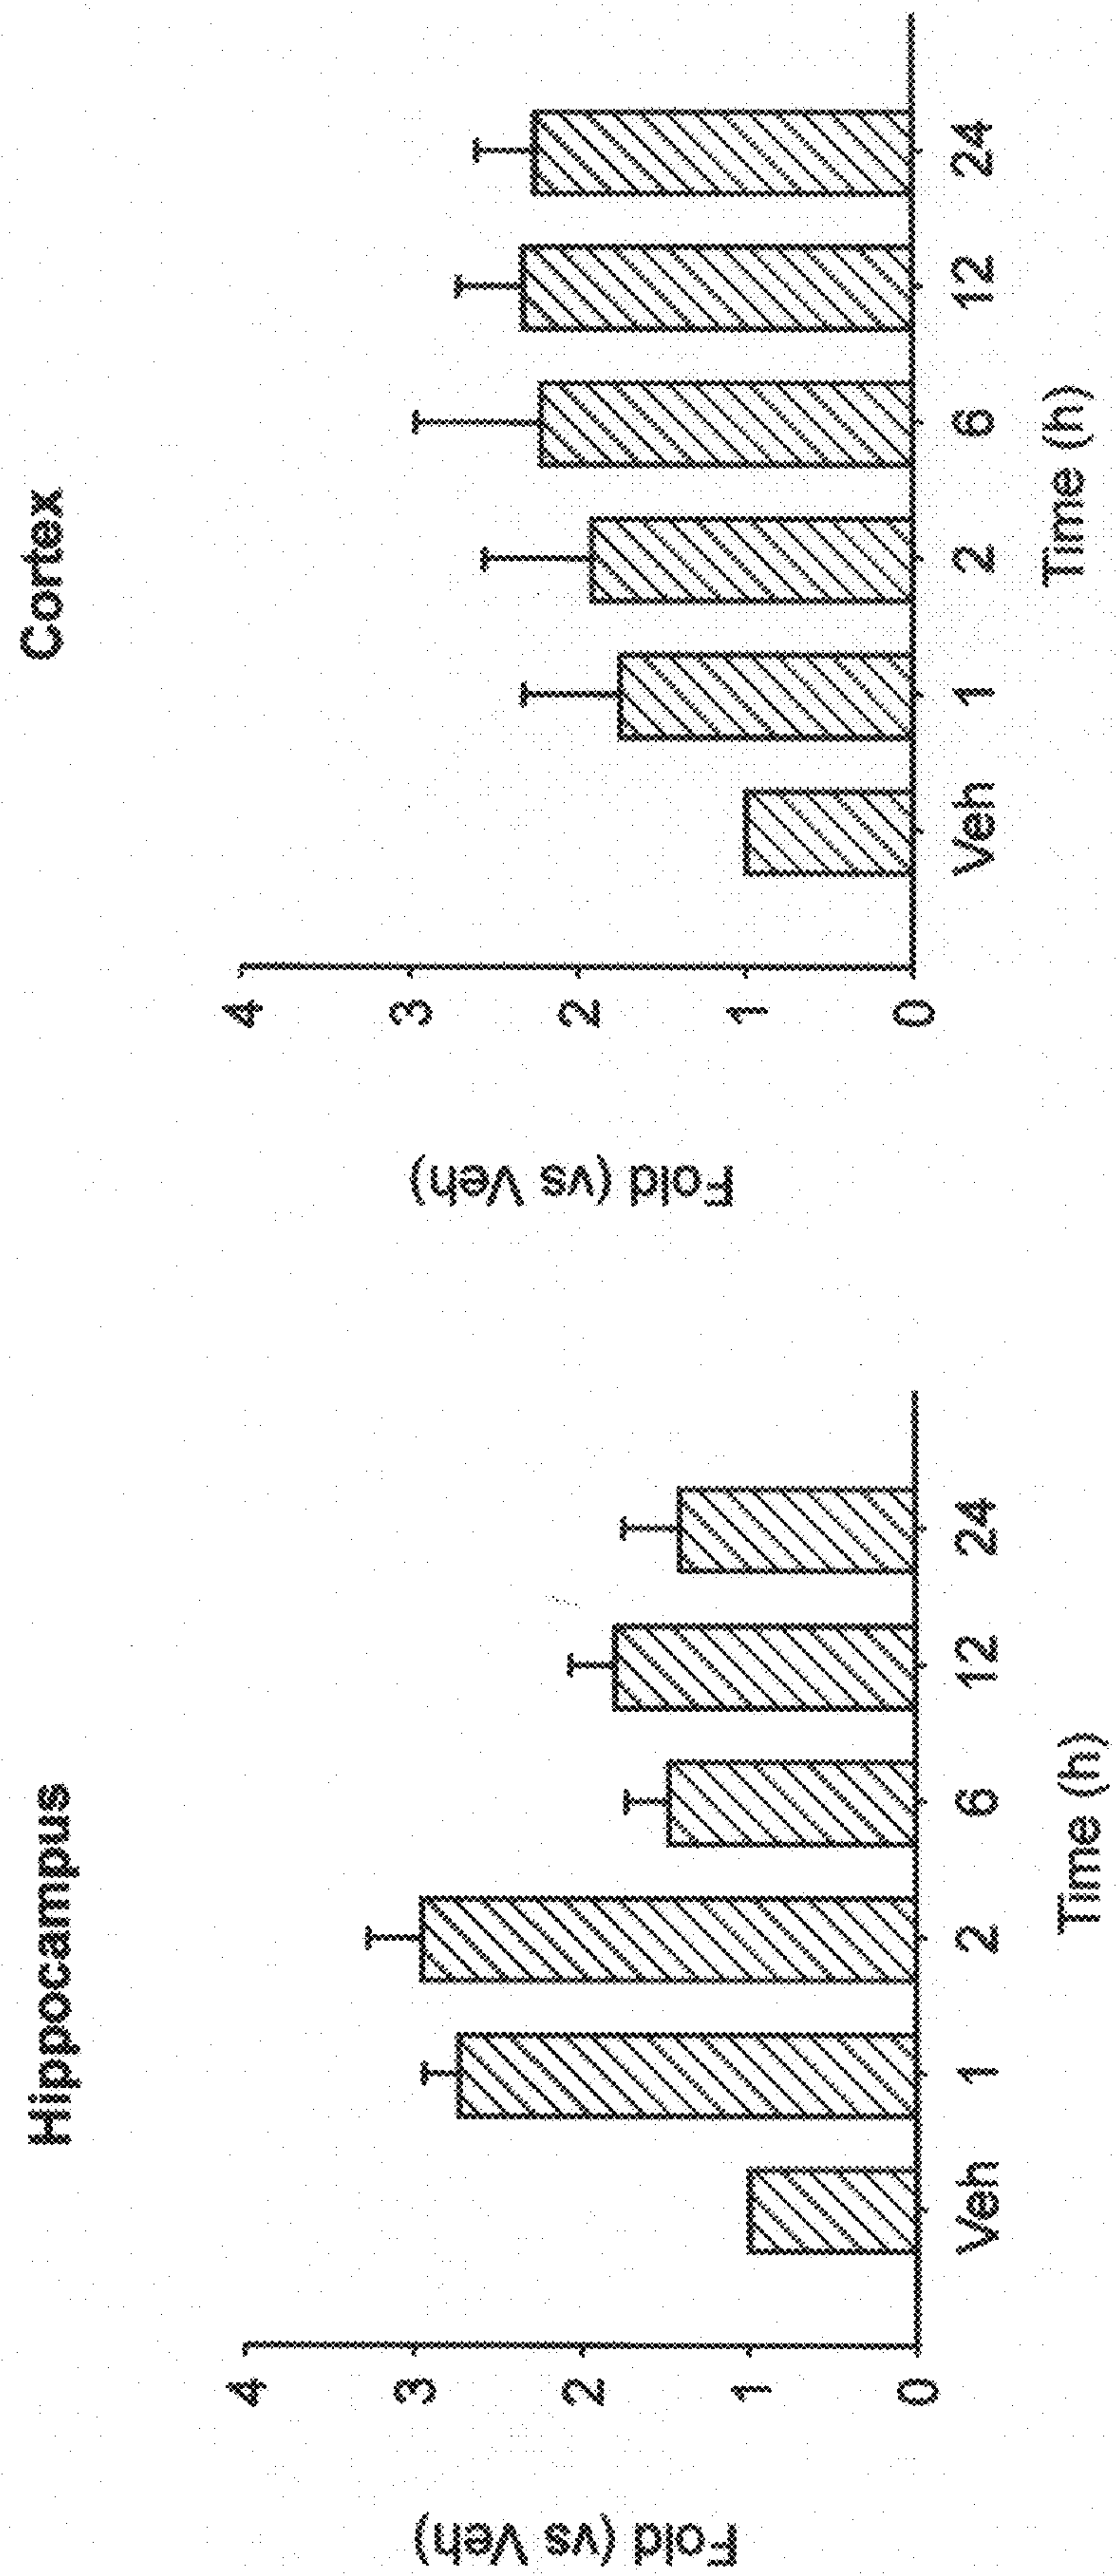 Hippocampus
Fold (vs Veh)
4
3
2
1
0
Veh 1 2 6 12 24
Time (h)
Cortex
Fold (vs Veh)
4
3
2
1
0
Veh 1 2 6 12 24
Time (h)